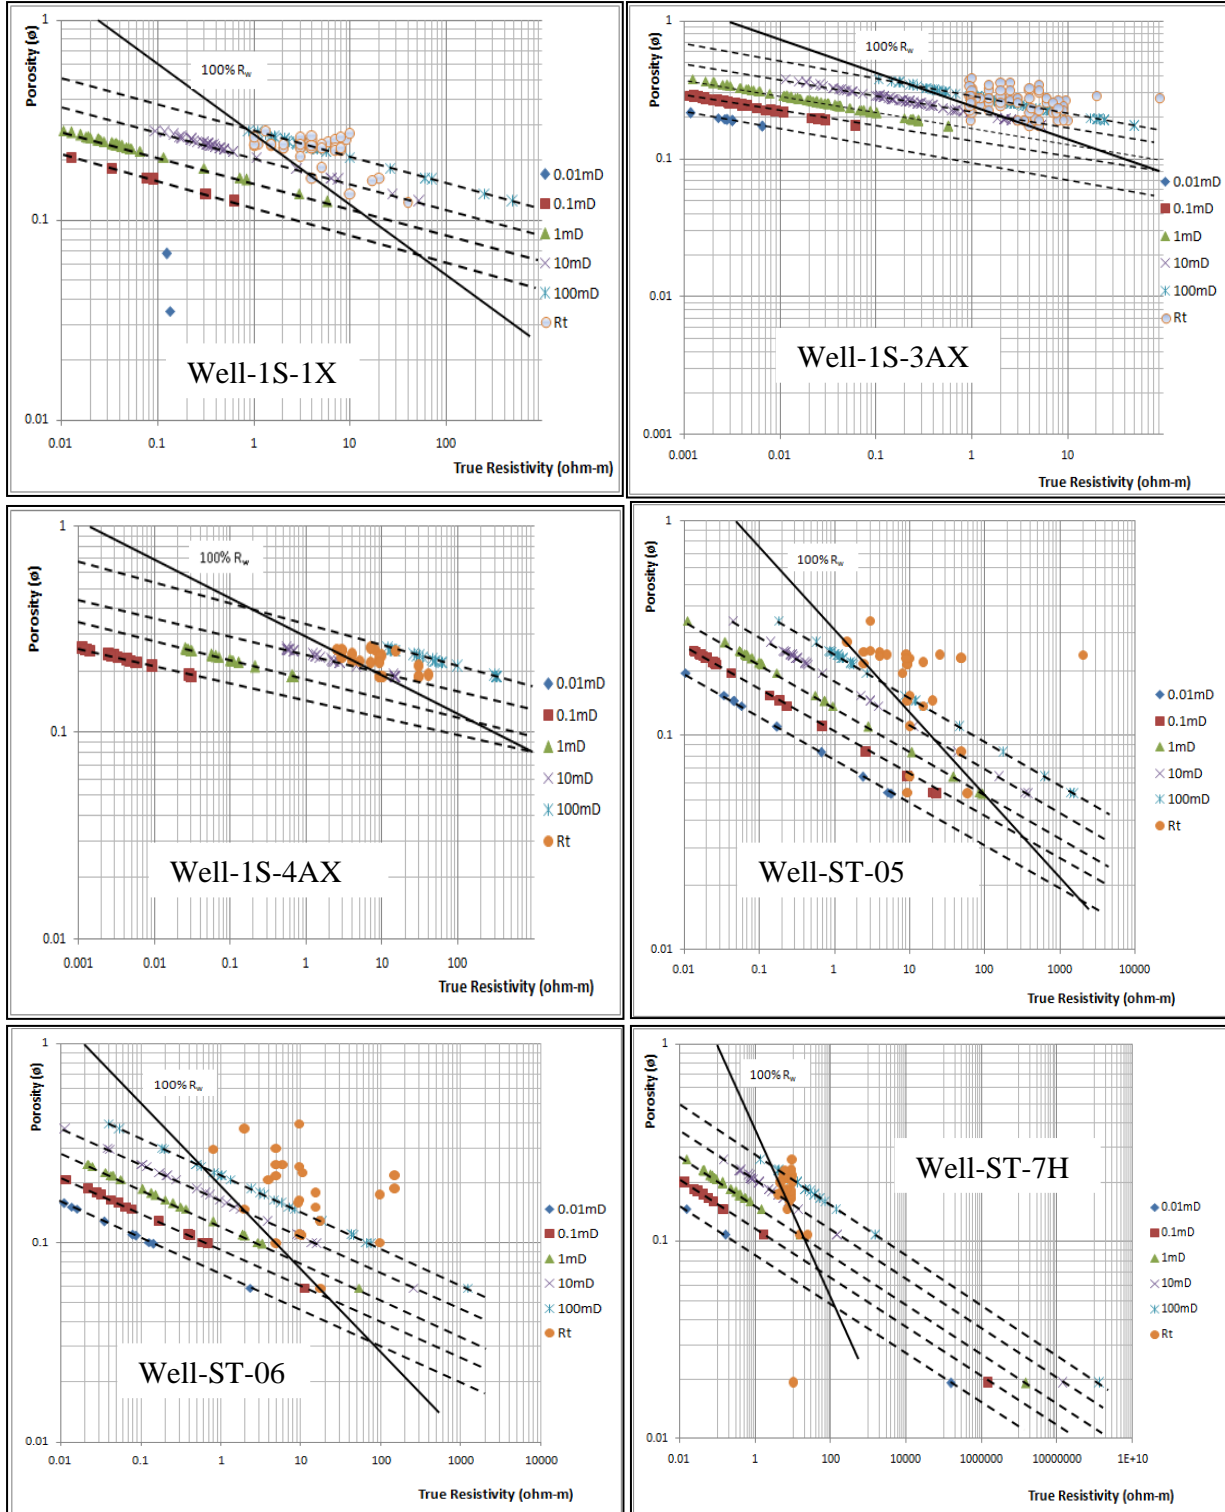 1
Porosity (ø)
100% Rw
0.1
0.01
0.01
0.1
1
10
100
True Resistivity (ohm-m)
0.01mD
0.1mD
1mD
10mD
100mD
Rt
Well-1S-1X
1
Porosity (ø)
100% Rw
0.1
0.01
0.001
0.001
0.1
1
10
True Resistivity (ohm-m)
0.01mD
0.1mD
1mD
10mD
100mD
Rt
Well-1S-3AX
1
Porosity (ø)
100% Rw
0.1
0.01
0.001
0.01
0.1
1
10
100
True Resistivity (ohm-m)
0.01mD
0.1mD
1mD
10mD
100mD
Rt
Well-1S-4AX
1
Porosity (ø)
100% Rw
0.1
0.01
0.01
0.1
1
10
100
1000
10000
True Resistivity (ohm-m)
0.01mD
0.1mD
1mD
10mD
100mD
Rt
Well-ST-05
1
Porosity (ø)
100% Rw
0.1
0.01
0.01
0.1
1
10
100
1000
10000
True Resistivity (ohm-m)
0.01mD
0.1mD
1mD
10mD
100mD
Rt
Well-ST-06
1
Porosity (ø)
100% Rw
0.1
0.01
0.01
1
100
10000
1000000
100000000
1E+10
True Resistivity (ohm-m)
0.01mD
0.1mD
1mD
10mD
100mD
Rt
Well-ST-7H